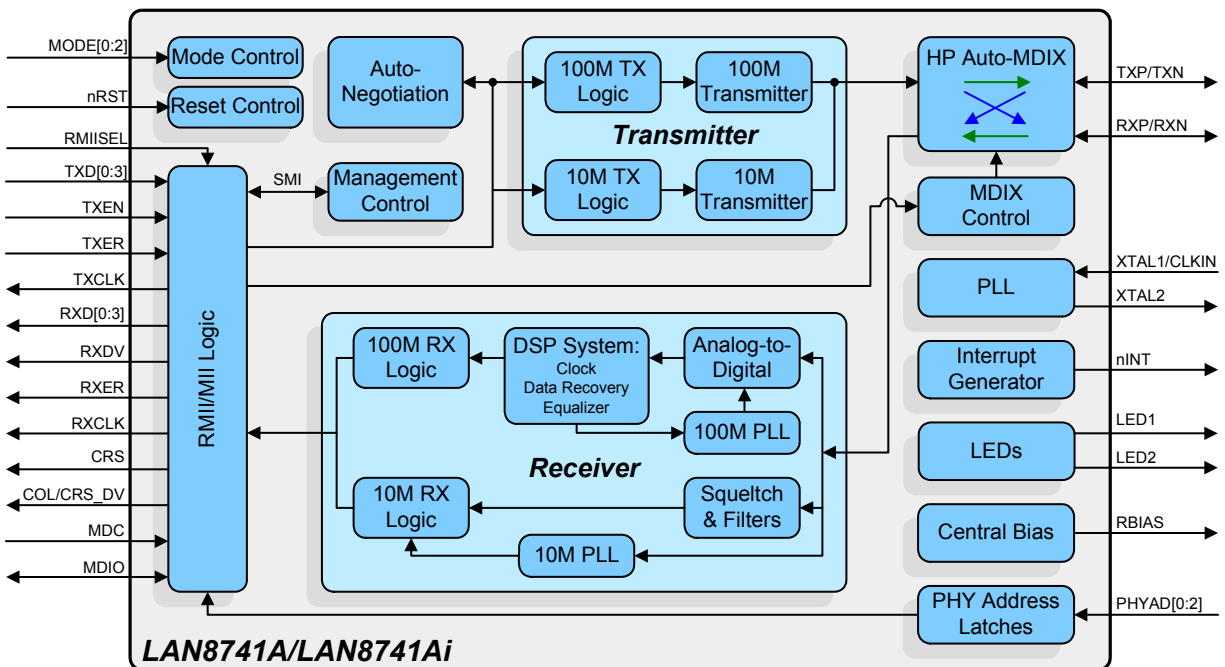 MODE[0:2]
nRST
RMIISEL
TXD[0:3]
TXEN
TXER
TXCLK
RXD[0:3]
RXDV
RXER
RXCLK
CRS
COL/CRS_DV
MDC
MDIO
Mode Control
Reset Control
RMII/MII Logic
SMI
Auto-
Negotiation
Management
Control
100M TX
Logic
100M
Transmitter
Transmitter
10M TX
Logic
10M
Transmitter
100M RX
Logic
DSP System:
Clock
Data Recovery
Equalizer
Analog-to-
Digital
100M PLL
Receiver
10M RX
Logic
Squeltch
& Filters
10M PLL
HP Auto-MDIX
MDIX
Control
PLL
Interrupt
Generator
LEDs
Central Bias
PHY Address
Latches
TXP/TXN
RXP/RXN
XTAL1/CLKIN
XTAL2
nINT
LED1
LED2
RBIAS
PHYAD[0:2]
LAN8741A/LAN8741Ai